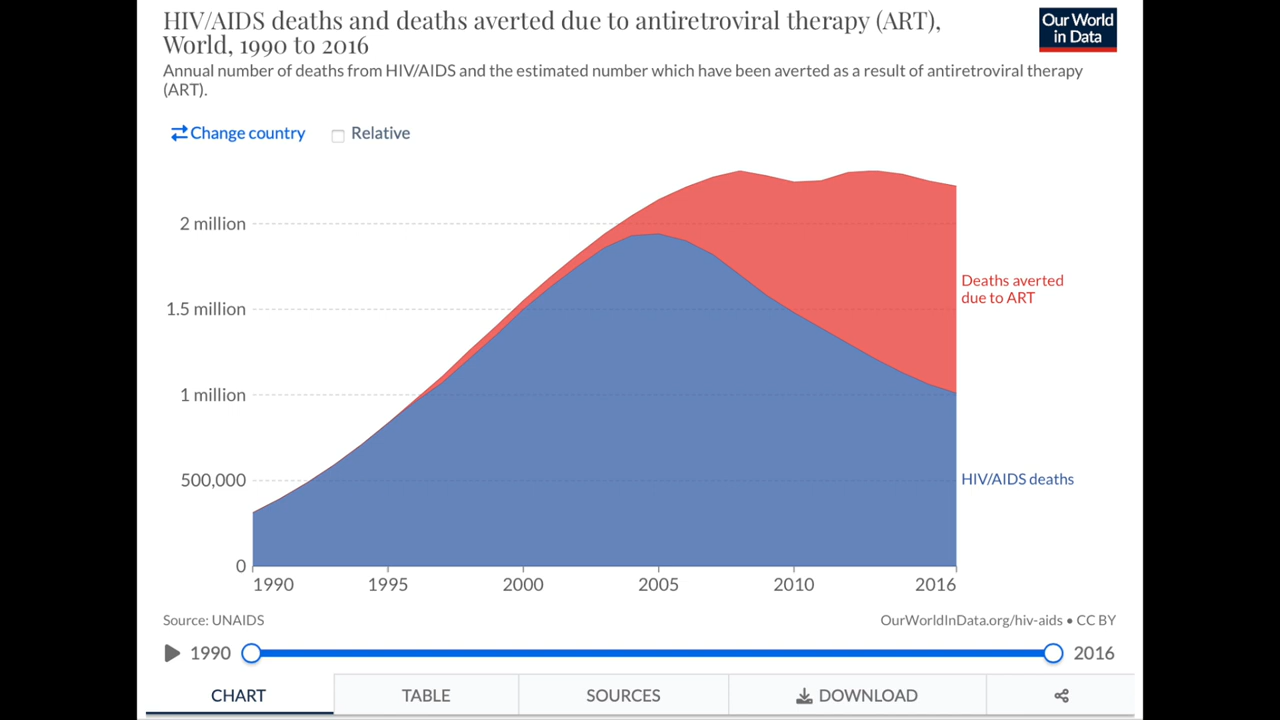 HIV/AIDS deaths and deaths averted due to antiretroviral therapy (ART),
World, 1990 to 2016
Our World
in Data
Annual number of deaths from HIV/AIDS and the estimated number which have been averted as a result of antiretroviral therapy
(ART).
Change country
Relative
2 million
1.5 million
1 million
500,000
0
Deaths averted
due to ART
HIV/AIDS deaths
1990 1995 2000 2005 2010 2016
Source: UNAIDS
OurWorldInData.org/hiv-aids • CC BY
1990 2016
CHART TABLE SOURCES DOWNLOAD